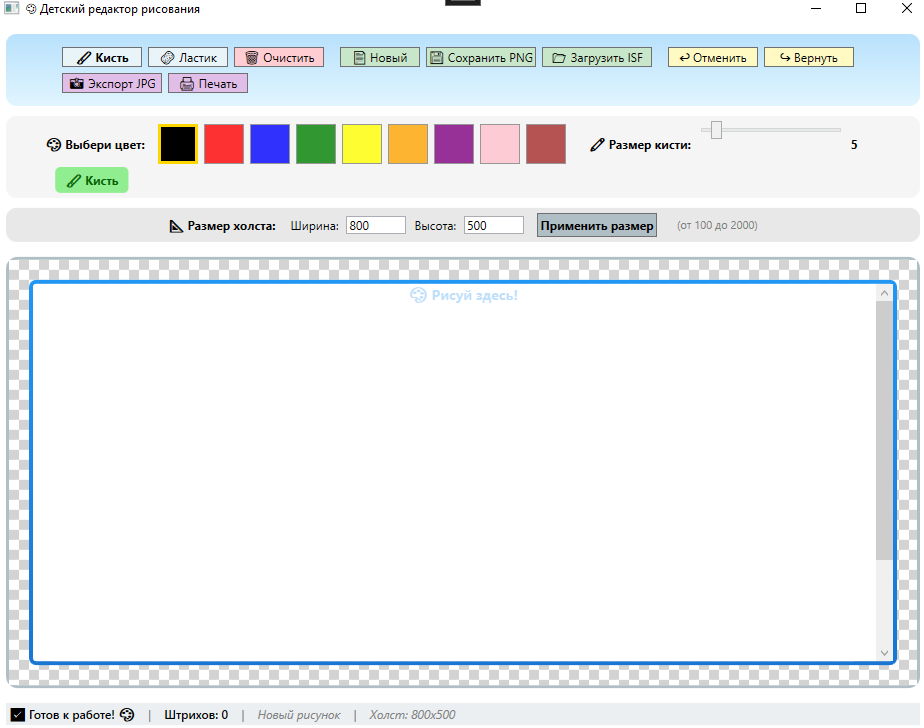 Детский редактор рисования
Кисть Ластик Очистить Новый Сохранить PNG Загрузить ISF Отменить Вернуть
Экспорт JPG Печать
Выбери цвет: Размер кисти: 5
Кисть
Размер холста: Ширина: 800 Высота: 500 Применить размер (от 100 до 2000)
Рисуй здесь!
Готов к работе! | Штрихов: 0 | Новый рисунок | Холст: 800x500